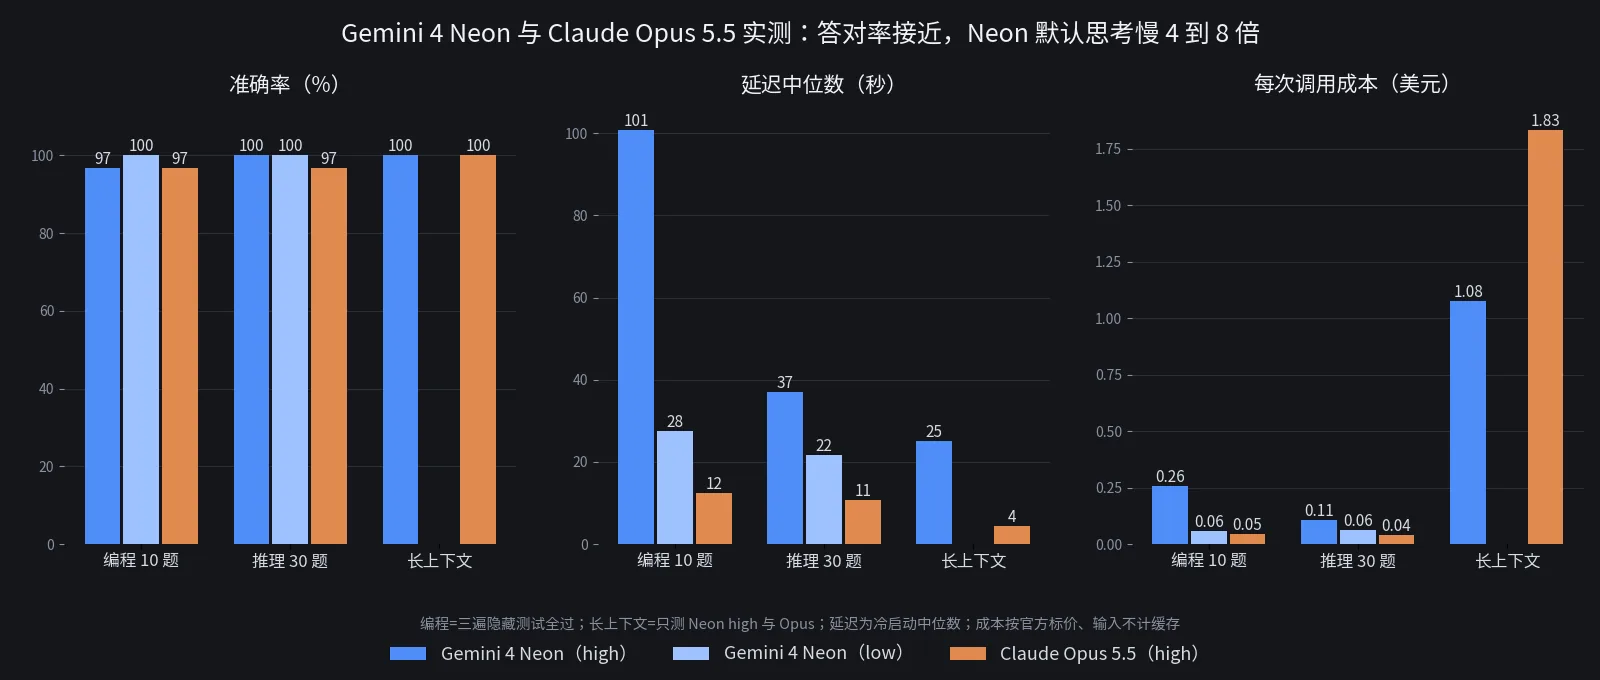 Gemini 4 Neon 与 Claude Opus 5.5 实测：答对率接近，Neon 默认思考慢 4 到 8 倍
准确率（%）
100
80
60
40
20
0
97
100
97
100
100
97
100
100
编程 10 题
推理 30 题
长上下文
延迟中位数（秒）
100
80
60
40
20
0
101
28
12
37
22
11
25
4
编程 10 题
推理 30 题
长上下文
每次调用成本（美元）
1.75
1.50
1.25
1.00
0.75
0.50
0.25
0.00
0.26
0.06
0.05
0.11
0.06
0.04
1.08
1.83
编程 10 题
推理 30 题
长上下文
编程=三遍隐藏测试全过；长上下文=只测 Neon high 与 Opus；延迟为冷启动中位数；成本按官方标价、输入不计缓存
Gemini 4 Neon（high）
Gemini 4 Neon（low）
Claude Opus 5.5（high）